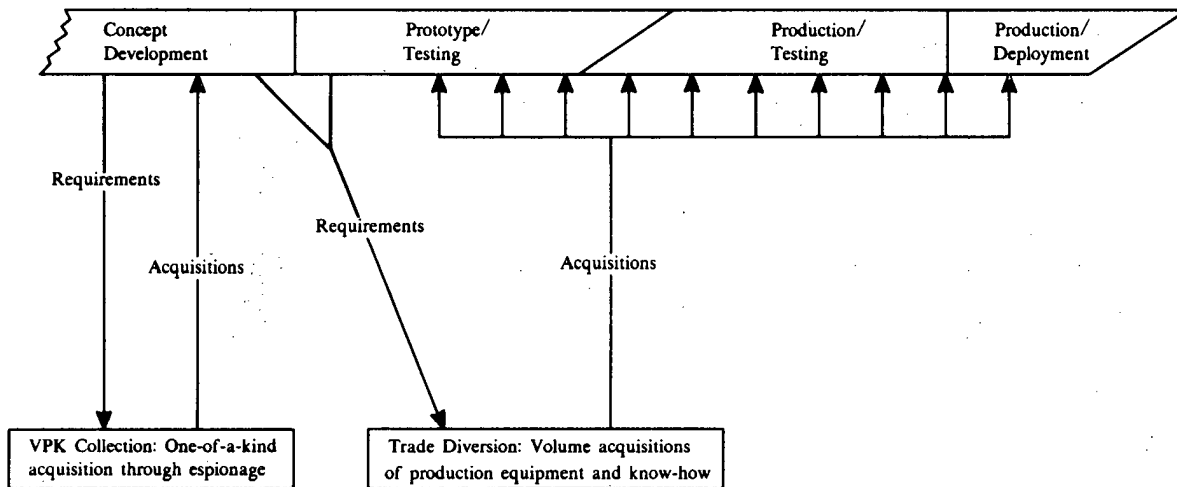 Concept
Development
Prototype/
Testing
Production/
Testing
Production/
Deployment
Requirements
Requirements
Acquisitions
Acquisitions
VPK Collection: One-of-a-kind
acquisition through espionage
Trade Diversion: Volume acquisitions
of production equipment and know-how